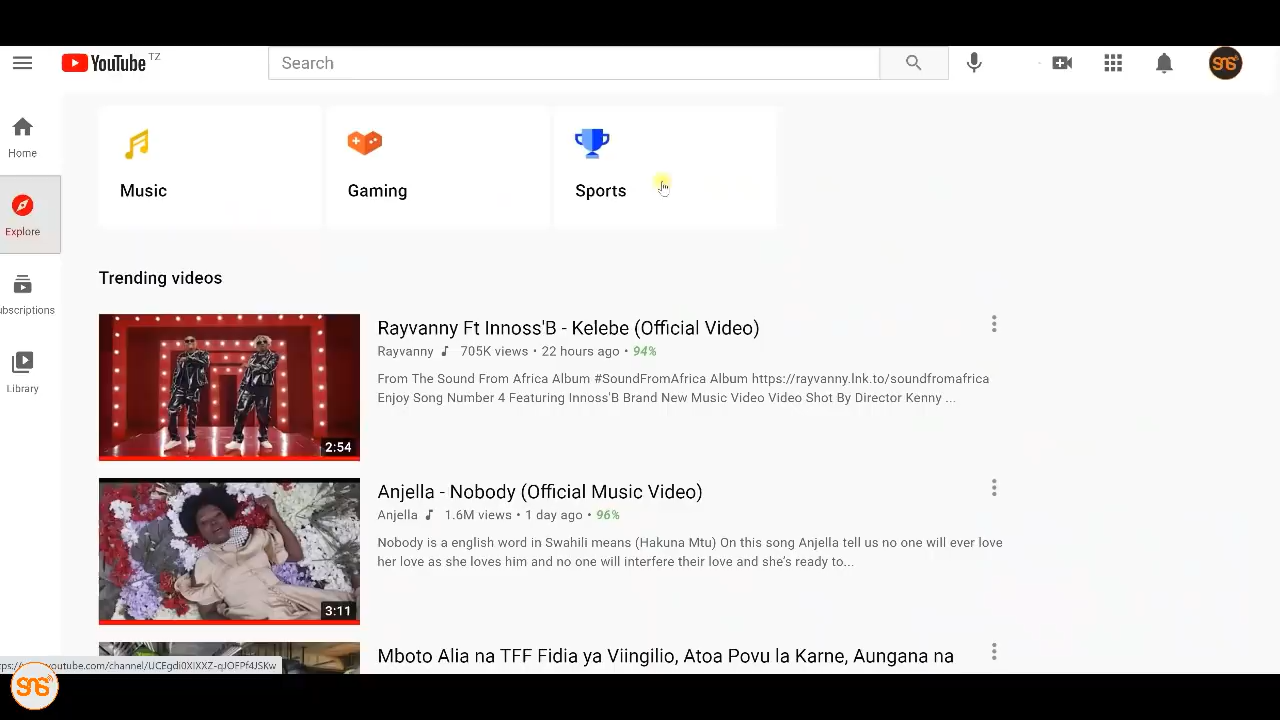 YouTube TZ
Search
SNS
Home
Explore
ubscriptions
Library
Music
Gaming
Sports
Trending videos
2:54
Rayvanny Ft Innoss'B - Kelebe (Official Video)
Rayvanny 705K views • 22 hours ago • 94%
From The Sound From Africa Album #SoundFromAfrica Album https://rayvanny.lnk.to/soundfromafrica
Enjoy Song Number 4 Featuring Innoss'B Brand New Music Video Video Shot By Director Kenny ...
3:11
Anjella - Nobody (Official Music Video)
Anjella 1.6M views • 1 day ago • 96%
Nobody is a english word in Swahili means (Hakuna Mtu) On this song Anjella tell us no one will ever love
her love as she loves him and no one will interfere their love and she's ready to...
Mboto Alia na TFF Fidia ya Viingilio, Atoa Povu la Karne, Aungana na
SNS